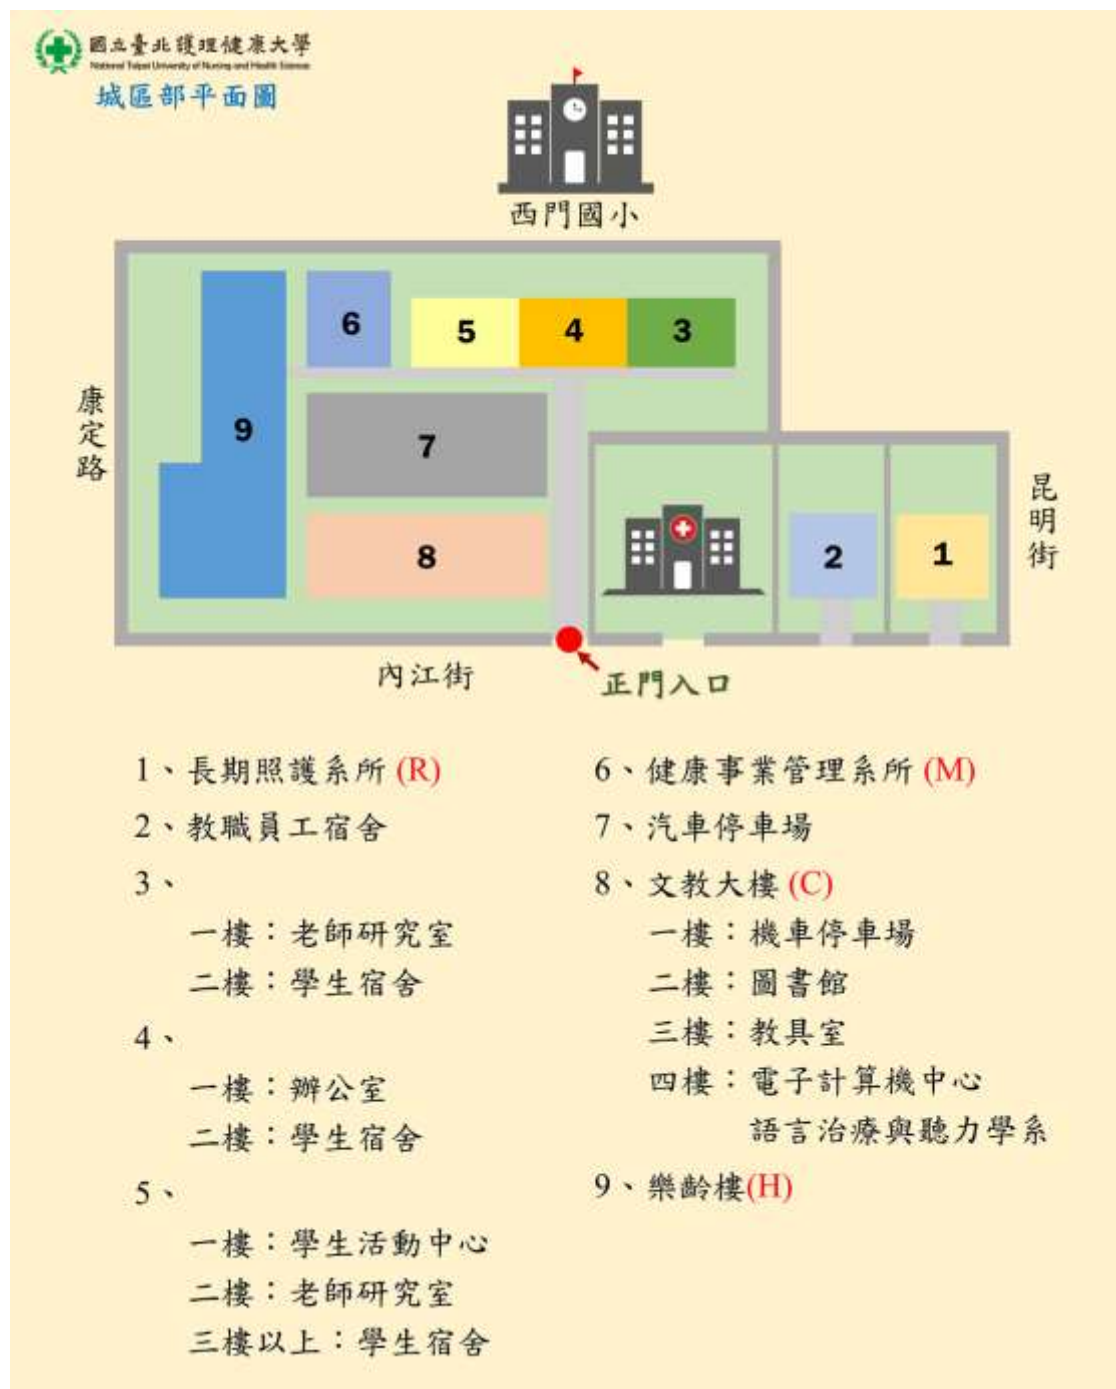 國立臺北護理健康大學
National Taipei University of Nursing and Health Sciences
城區部平面圖
西門國小
6
5
4
3
康定路
9
7
昆明街
8
2
1
內江街
正門入口
1、長期照護系所 (R)
2、教職員工宿舍
3、
一樓：老師研究室
二樓：學生宿舍
4、
一樓：辦公室
二樓：學生宿舍
5、
一樓：學生活動中心
二樓：老師研究室
三樓以上：學生宿舍
6、健康事業管理系所 (M)
7、汽車停車場
8、文教大樓 (C)
一樓：機車停車場
二樓：圖書館
三樓：教具室
四樓：電子計算機中心
語言治療與聽力學系
9、樂齡樓(H)